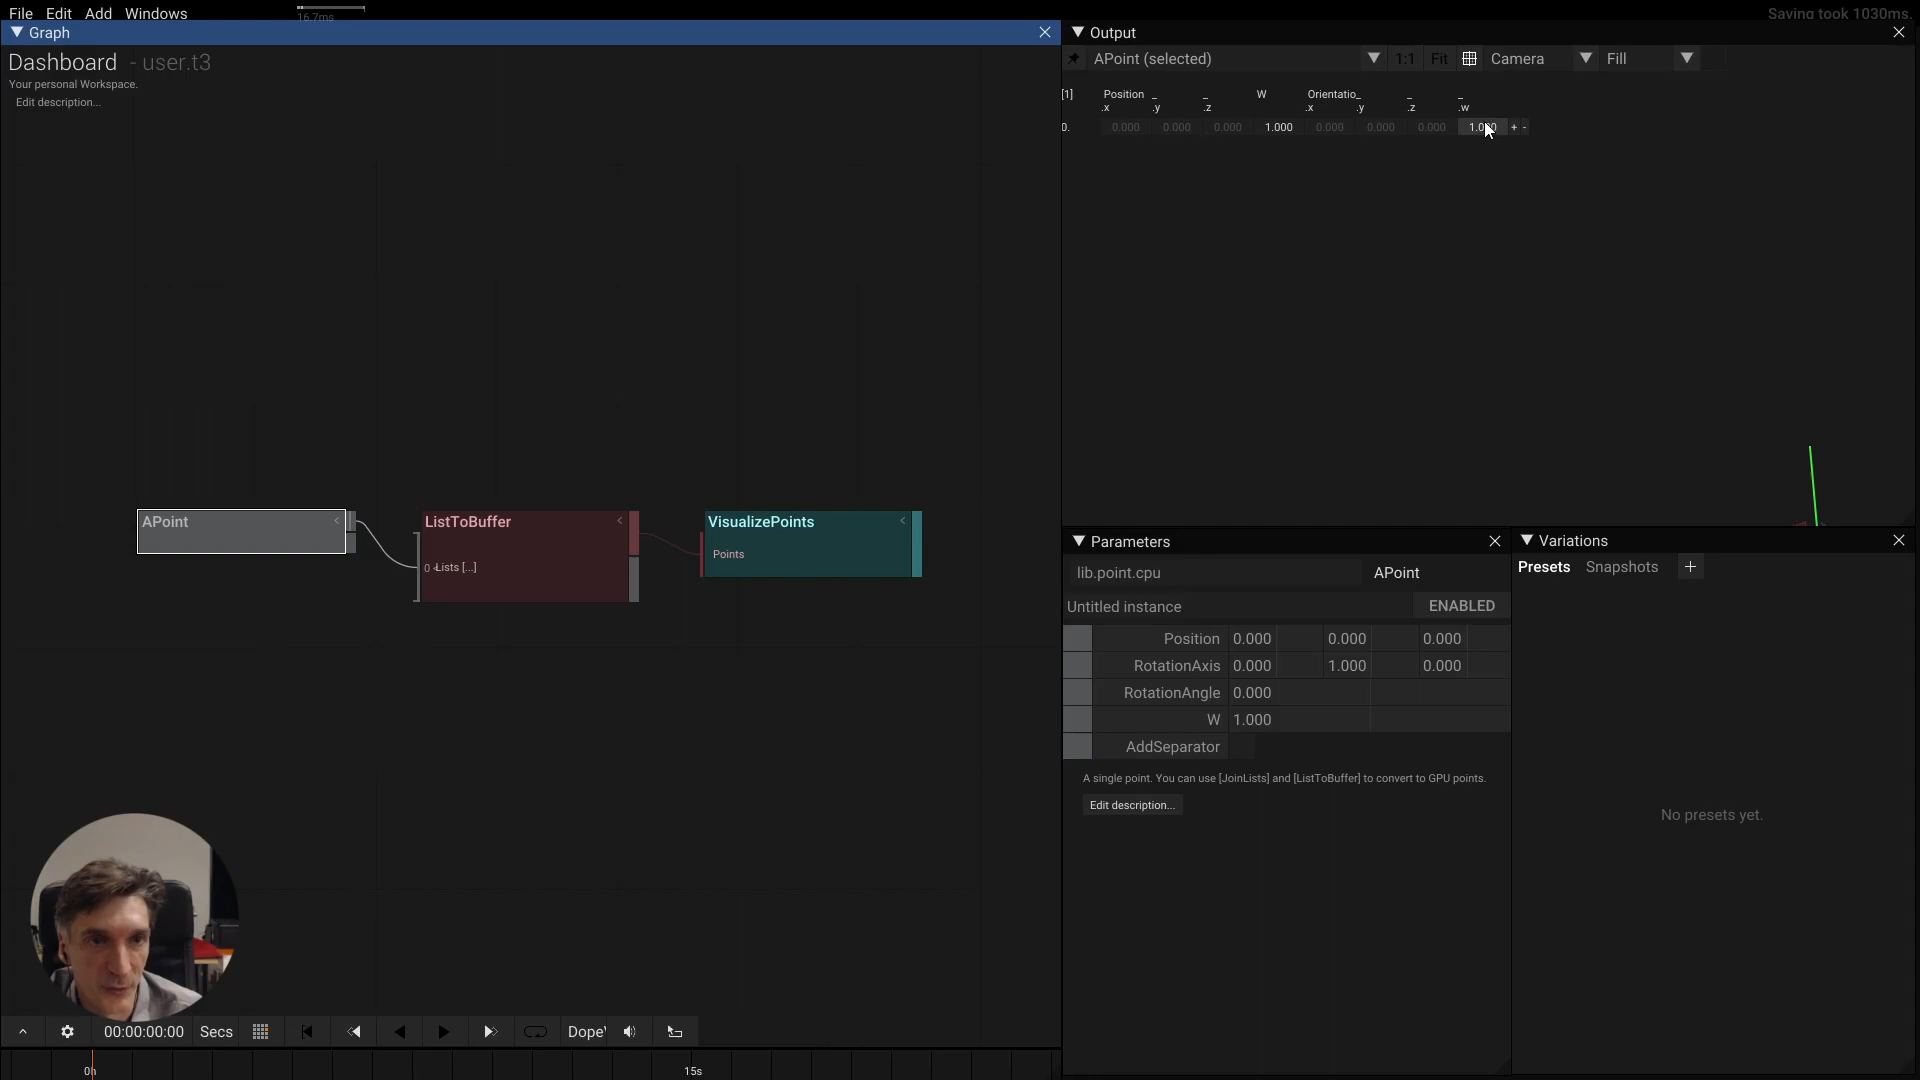 File Edit Add Windows
16.7ms
Saving took 1030ms.
Graph
Dashboard - user.t3
Your personal Workspace.
Edit description...
APoint
ListToBuffer
0 Lists [...]
VisualizePoints
Points
00:00:00:00 Secs
0h 15s
Output
APoint (selected) 1:1 Fit Camera Fill
[1] Position _ _ W Orientatio_ _ _ _
.x .y .z .x .y .z .w
0. 0.000 0.000 0.000 1.000 0.000 0.000 0.000 + -
Parameters
lib.point.cpu APoint
Untitled instance ENABLED
Position 0.000 0.000 0.000
RotationAxis 0.000 1.000 0.000
RotationAngle 0.000
W 1.000
AddSeparator
A single point. You can use [JoinLists] and [ListToBuffer] to convert to GPU points.
Edit description...
Variations
Presets Snapshots +
No presets yet.